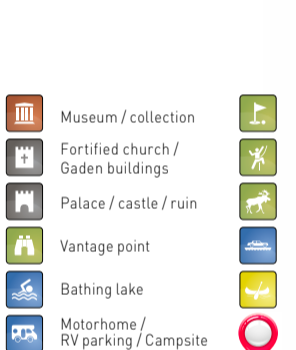 Museum / collection
Fortified church /
Gaden buildings
Palace / castle / ruin
Vantage point
Bathing lake
Motorhome /
RV parking / Campsite